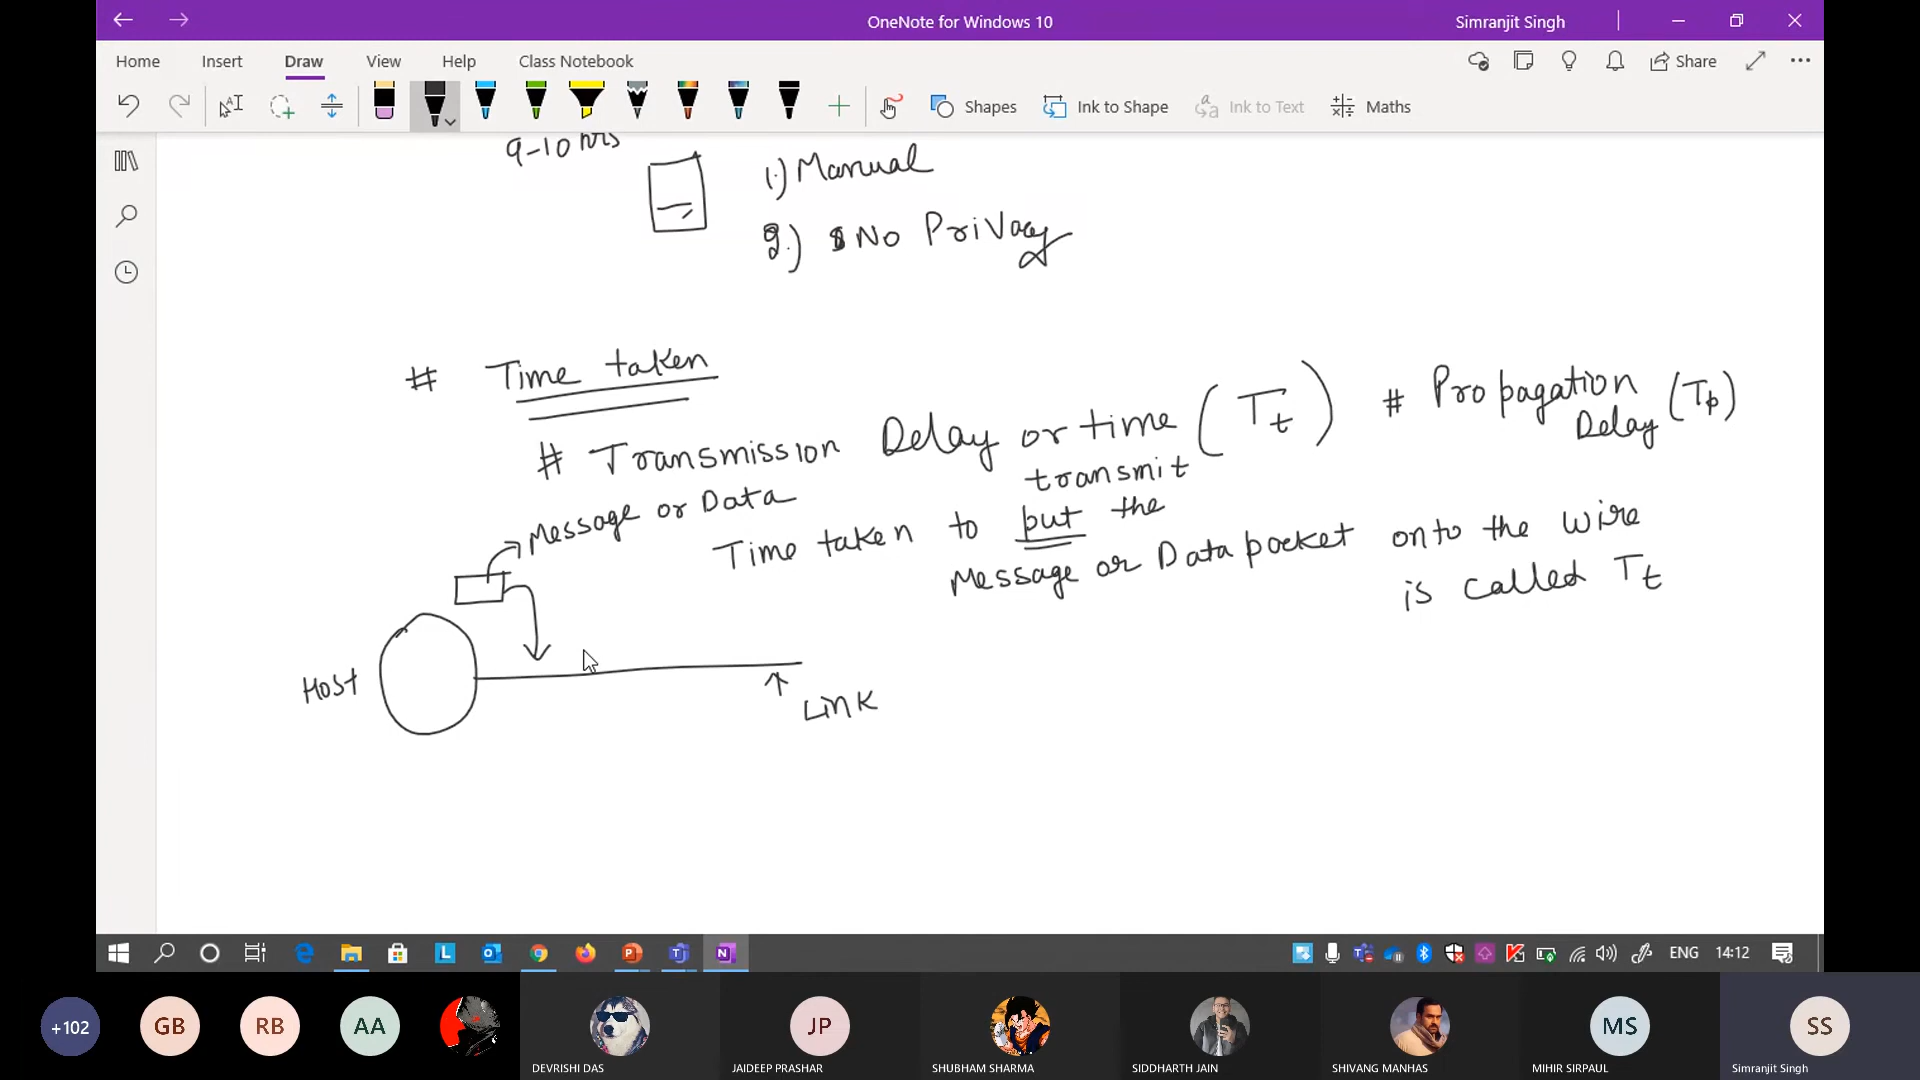 OneNote for Windows 10
Simranjit Singh
Home Insert Draw View Help Class Notebook
Share
Shapes Ink to Shape Ink to Text Maths
9-10 hrs
1.) Manual
2.) No Privacy
# Time taken
# Transmission Delay or time (Tt) # Propagation Delay (Tp)
Message or Data
transmit
Time taken to put the
Message or Data packet onto the wire
is called Tt
Host
Link
ENG 14:12
+102 GB RB AA JP MS SS
DEVRISHI DAS JAIDEEP PRASHAR SHUBHAM SHARMA SIDDHARTH JAIN SHIVANG MANHAS MIHIR SIRPAUL Simranjit Singh